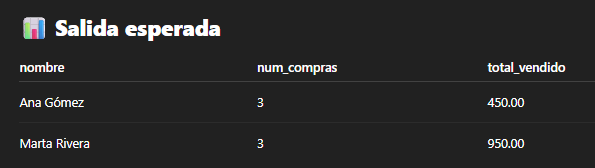 Salida esperada
nombre num_compras total_vendido
Ana Gómez 3 450.00
Marta Rivera 3 950.00